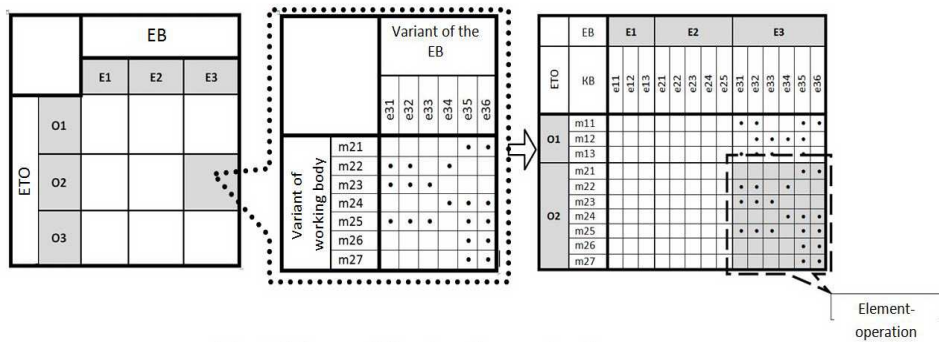 EB
E1 E2 E3
ETO
O1
O2
O3
Variant of the
EB
e31 e32 e33 e34 e35 e36
Variant of
working body
m21
m22
m23
m24
m25
m26
m27
EB E1 E2 E3
ETO KB e11 e12 e13 e21 e22 e23 e24 e25 e31 e32 e33 e34 e35 e36
O1
m11
m12
m13
O2
m21
m22
m23
m24
m25
m26
m27
Element-
operation